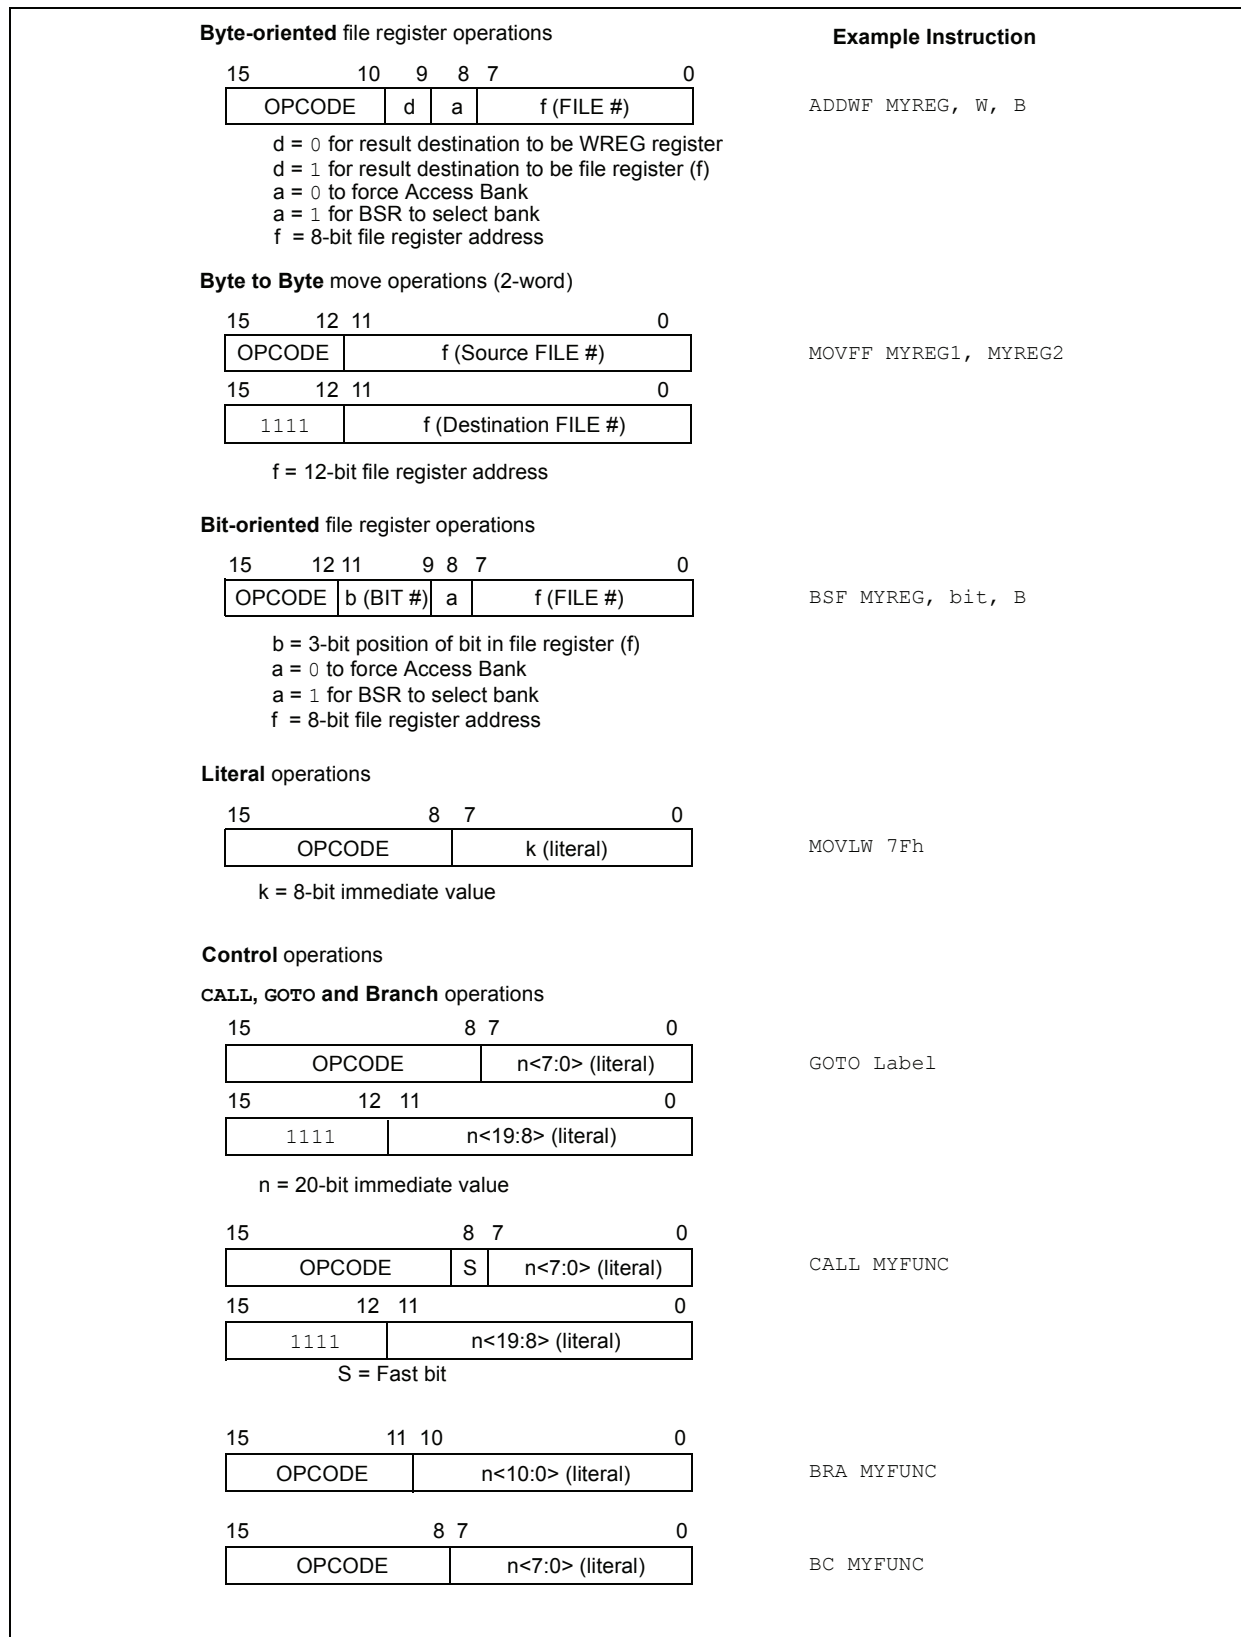 Byte-oriented file register operations
Example Instruction
15 10 9 8 7 0
OPCODE d a f (FILE #)
ADDWF MYREG, W, B
d = 0 for result destination to be WREG register
d = 1 for result destination to be file register (f)
a = 0 to force Access Bank
a = 1 for BSR to select bank
f = 8-bit file register address
Byte to Byte move operations (2-word)
15 12 11 0
OPCODE f (Source FILE #)
MOVFF MYREG1, MYREG2
15 12 11 0
1111 f (Destination FILE #)
f = 12-bit file register address
Bit-oriented file register operations
15 12 11 9 8 7 0
OPCODE b (BIT #) a f (FILE #)
BSF MYREG, bit, B
b = 3-bit position of bit in file register (f)
a = 0 to force Access Bank
a = 1 for BSR to select bank
f = 8-bit file register address
Literal operations
15 8 7 0
OPCODE k (literal)
MOVLW 7Fh
k = 8-bit immediate value
Control operations
CALL, GOTO and Branch operations
15 8 7 0
OPCODE n<7:0> (literal)
GOTO Label
15 12 11 0
1111 n<19:8> (literal)
n = 20-bit immediate value
15 8 7 0
OPCODE S n<7:0> (literal)
CALL MYFUNC
15 12 11 0
1111 n<19:8> (literal)
S = Fast bit
15 11 10 0
OPCODE n<10:0> (literal)
BRA MYFUNC
15 8 7 0
OPCODE n<7:0> (literal)
BC MYFUNC